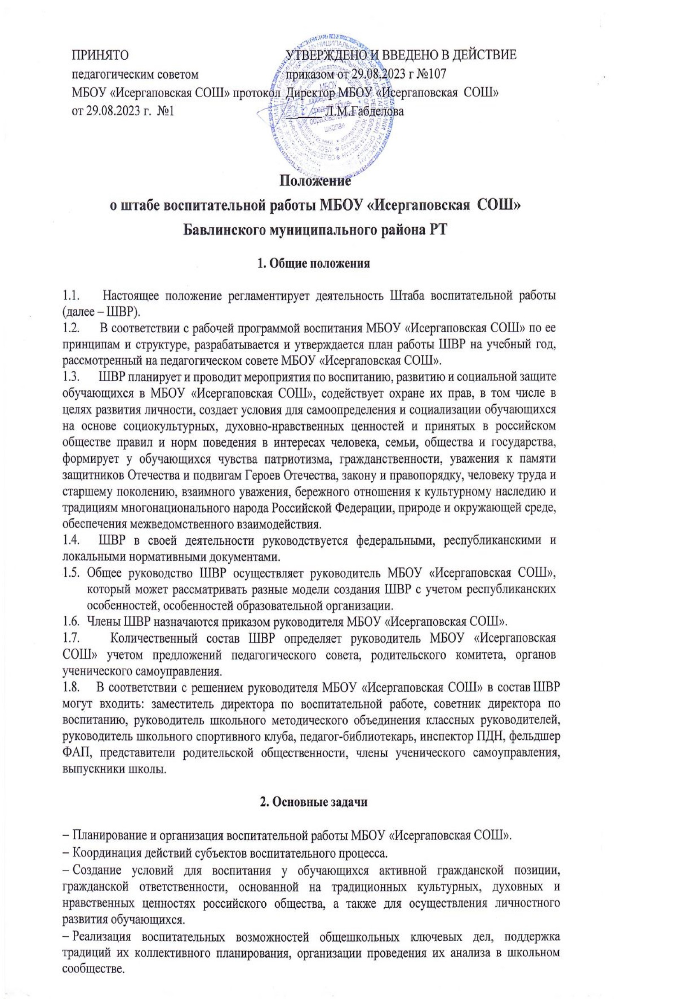 ПРИНЯТО УТВЕРЖДЕНО И ВВЕДЕНО В ДЕЙСТВИЕ
педагогическим советом приказом от 29.08.2023 г №107
МБОУ «Исергаповская СОШ» протокол Директор МБОУ «Исергаповская СОШ»
от 29.08.2023 г. №1 ______ Л.М.Габделова
МБОУ
«Исергаповская
средняя обще-
образовательная
школа»
Положение
о штабе воспитательной работы МБОУ «Исергаповская СОШ»
Бавлинского муниципального района РТ
1. Общие положения
1.1. Настоящее положение регламентирует деятельность Штаба воспитательной работы
(далее – ШВР).
1.2. В соответствии с рабочей программой воспитания МБОУ «Исергаповская СОШ» по ее
принципам и структуре, разрабатывается и утверждается план работы ШВР на учебный год,
рассмотренный на педагогическом совете МБОУ «Исергаповская СОШ».
1.3. ШВР планирует и проводит мероприятия по воспитанию, развитию и социальной защите
обучающихся в МБОУ «Исергаповская СОШ», содействует охране их прав, в том числе в
целях развития личности, создает условия для самоопределения и социализации обучающихся
на основе социокультурных, духовно-нравственных ценностей и принятых в российском
обществе правил и норм поведения в интересах человека, семьи, общества и государства,
формирует у обучающихся чувства патриотизма, гражданственности, уважения к памяти
защитников Отечества и подвигам Героев Отечества, закону и правопорядку, человеку труда и
старшему поколению, взаимного уважения, бережного отношения к культурному наследию и
традициям многонационального народа Российской Федерации, природе и окружающей среде,
обеспечения межведомственного взаимодействия.
1.4. ШВР в своей деятельности руководствуется федеральными, республиканскими и
локальными нормативными документами.
1.5. Общее руководство ШВР осуществляет руководитель МБОУ «Исергаповская СОШ»,
который может рассматривать разные модели создания ШВР с учетом республиканских
особенностей, особенностей образовательной организации.
1.6. Члены ШВР назначаются приказом руководителя МБОУ «Исергаповская СОШ».
1.7. Количественный состав ШВР определяет руководитель МБОУ «Исергаповская
СОШ» учетом предложений педагогического совета, родительского комитета, органов
ученического самоуправления.
1.8. В соответствии с решением руководителя МБОУ «Исергаповская СОШ» в состав ШВР
могут входить: заместитель директора по воспитательной работе, советник директора по
воспитанию, руководитель школьного методического объединения классных руководителей,
руководитель школьного спортивного клуба, педагог-библиотекарь, инспектор ПДН, фельдшер
ФАП, представители родительской общественности, члены ученического самоуправления,
выпускники школы.
2. Основные задачи
– Планирование и организация воспитательной работы МБОУ «Исергаповская СОШ».
– Координация действий субъектов воспитательного процесса.
– Создание условий для воспитания у обучающихся активной гражданской позиции,
гражданской ответственности, основанной на традиционных культурных, духовных и
нравственных ценностях российского общества, а также для осуществления личностного
развития обучающихся.
– Реализация воспитательных возможностей общешкольных ключевых дел, поддержка
традиций их коллективного планирования, организации проведения их анализа в школьном
сообществе.